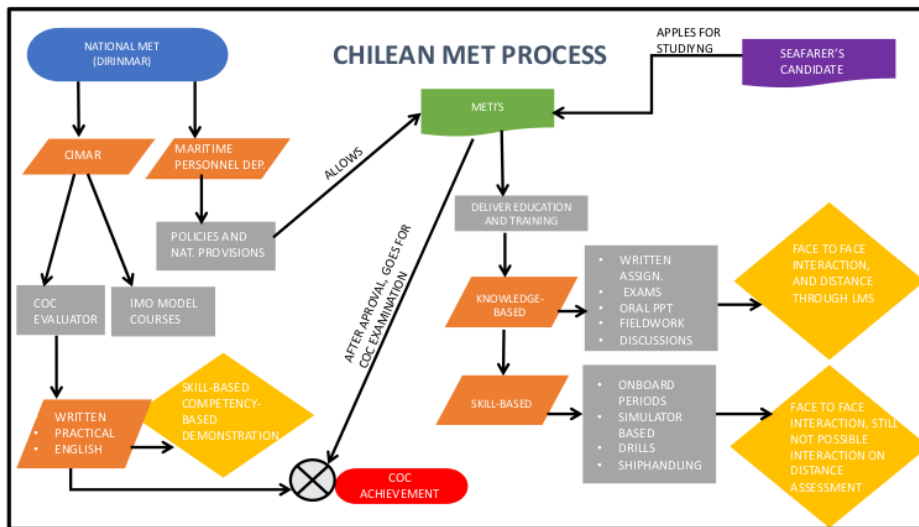 CHILEAN MET PROCESS
NATIONAL MET
(DIRINMAR)
APPLES FOR
STUDIYNG
SEAFARER'S
CANDIDATE
METI'S
CIMAR
MARITIME
PERSONNEL DEP.
ALLOWS
POLICIES AND
NAT. PROVISIONS
DELIVER EDUCATION
AND TRAINING
AFTER APROVAL, GOES FOR
COC EXAMINATION
COC
EVALUATOR
IMO MODEL
COURSES
KNOWLEDGE-
BASED
• WRITTEN
ASSIGN.
• EXAMS
• ORAL PPT
• FIELDWORK
• DISCUSSIONS
FACE TO FACE
INTERACTION,
AND DISTANCE
THROUGH LMS
SKILL-BASED
• ONBOARD
PERIODS
• SIMULATOR
BASED
• DRILLS
• SHIPHANDLING
FACE TO FACE
INTERACTION, STILL
NOT POSSIBLE
INTERACTION ON
DISTANCE
ASSESSMENT
• WRITTEN
• PRACTICAL
• ENGLISH
SKILL-BASED
COMPETENCY-
BASED
DEMONSTRATION
COC
ACHIEVEMENT